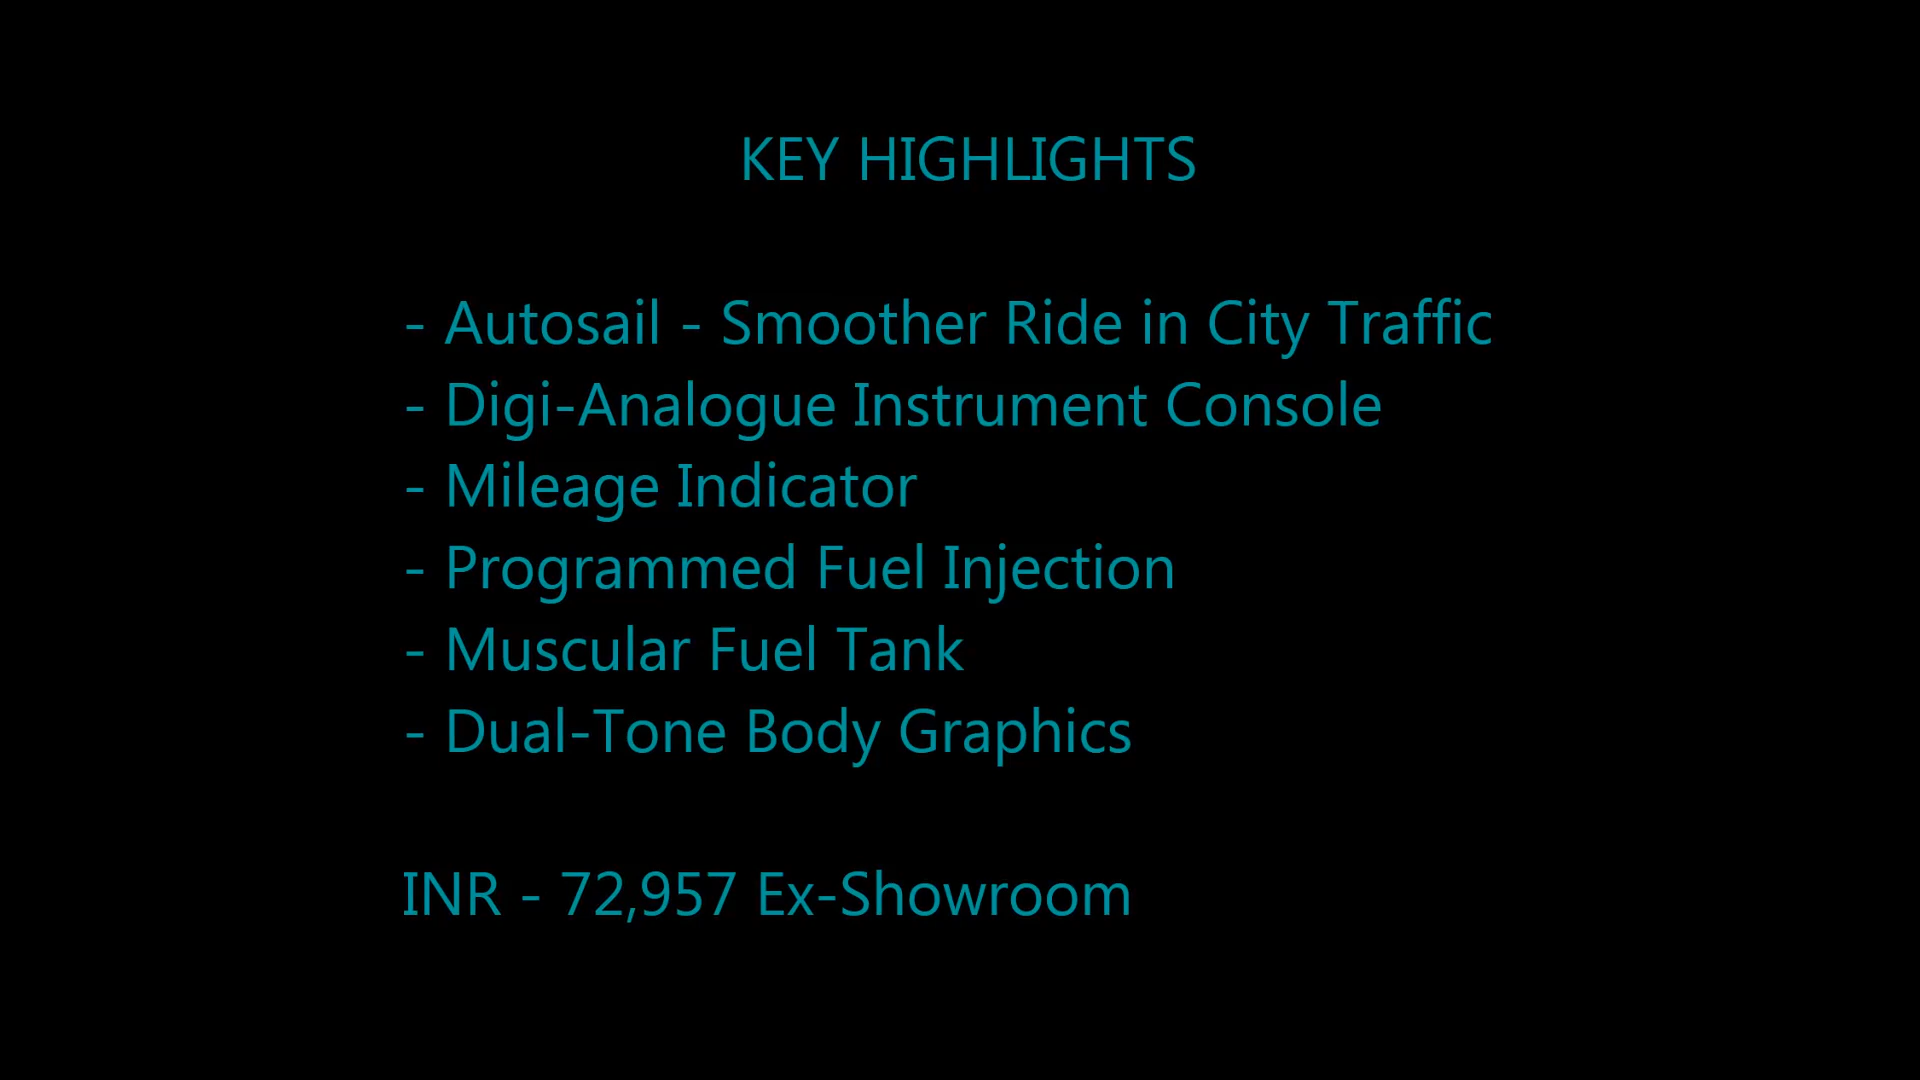 KEY HIGHLIGHTS
- Autosail - Smoother Ride in City Traffic
- Digi-Analogue Instrument Console
- Mileage Indicator
- Programmed Fuel Injection
- Muscular Fuel Tank
- Dual-Tone Body Graphics
INR - 72,957 Ex-Showroom